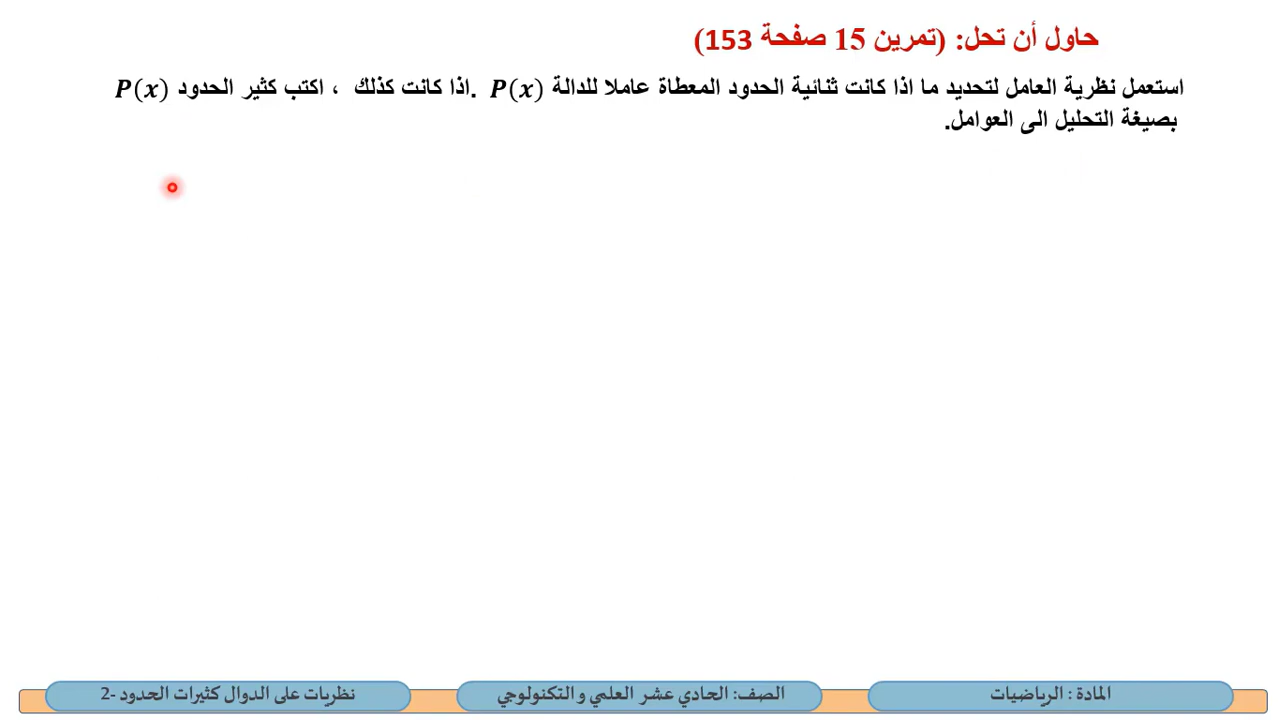 حاول أن تحل: (تمرين 15 صفحة 153)
استعمل نظرية العامل لتحديد ما اذا كانت ثنائية الحدود المعطاة عاملا للدالة P(x) .اذا كانت كذلك ، اكتب كثير الحدود P(x)
بصيغة التحليل الى العوامل.
المادة : الرياضيات
الصف: الحادي عشر العلمي و التكنولوجي
نظريات على الدوال كثيرات الحدود -2